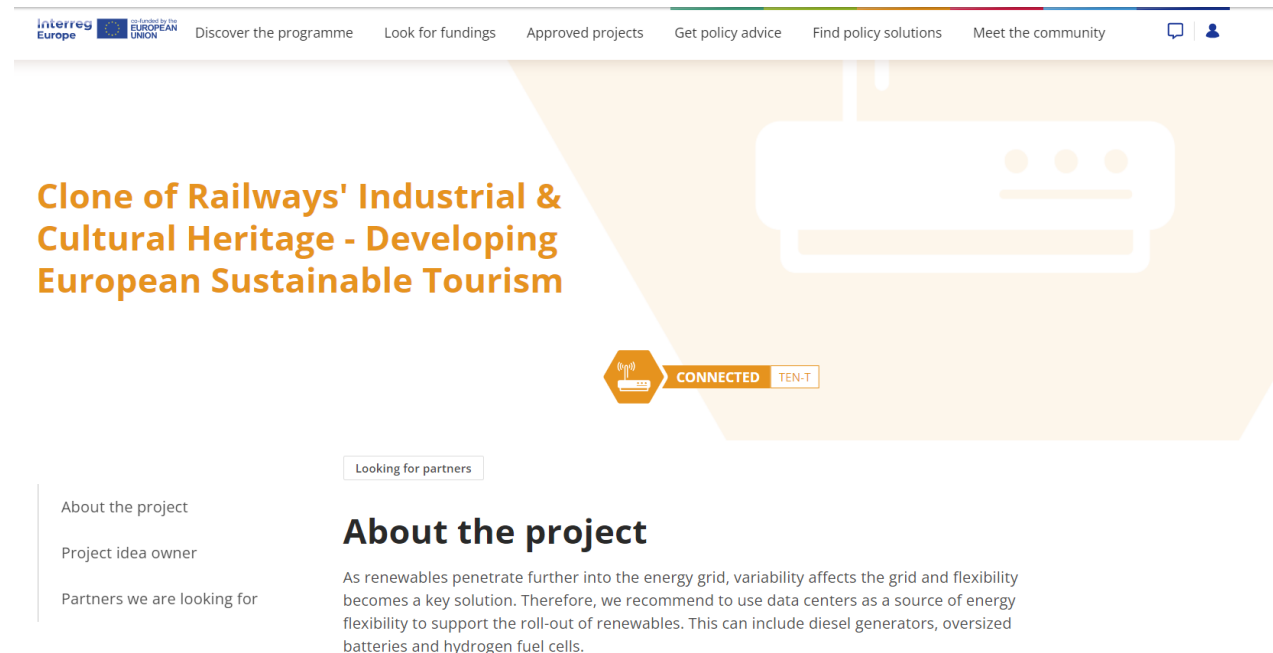 Interreg
Europe
co-funded by the
EUROPEAN
UNION
Discover the programme
Look for fundings
Approved projects
Get policy advice
Find policy solutions
Meet the community
Clone of Railways' Industrial &
Cultural Heritage - Developing
European Sustainable Tourism
CONNECTED
TEN-T
Looking for partners
About the project
Project idea owner
Partners we are looking for
About the project
As renewables penetrate further into the energy grid, variability affects the grid and flexibility
becomes a key solution. Therefore, we recommend to use data centers as a source of energy
flexibility to support the roll-out of renewables. This can include diesel generators, oversized
batteries and hydrogen fuel cells.